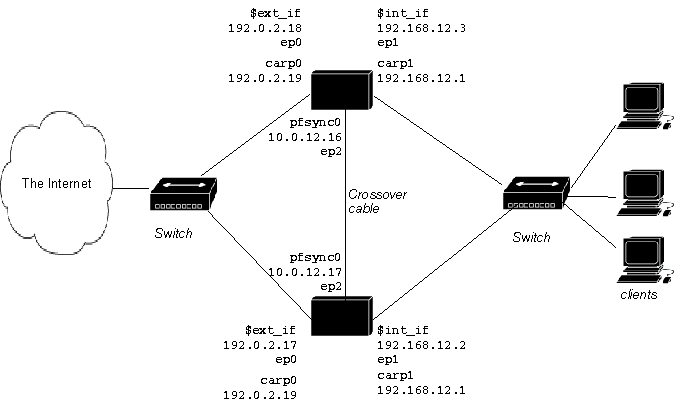 $ext_if
192.0.2.18
ep0
carp0
192.0.2.19
$int_if
192.168.12.3
ep1
carp1
192.168.12.1
pfsync0
10.0.12.16
ep2
The Internet
Switch
Crossover
cable
Switch
clients
pfsync0
10.0.12.17
ep2
$ext_if
192.0.2.17
ep0
carp0
192.0.2.19
$int_if
192.168.12.2
ep1
carp1
192.168.12.1